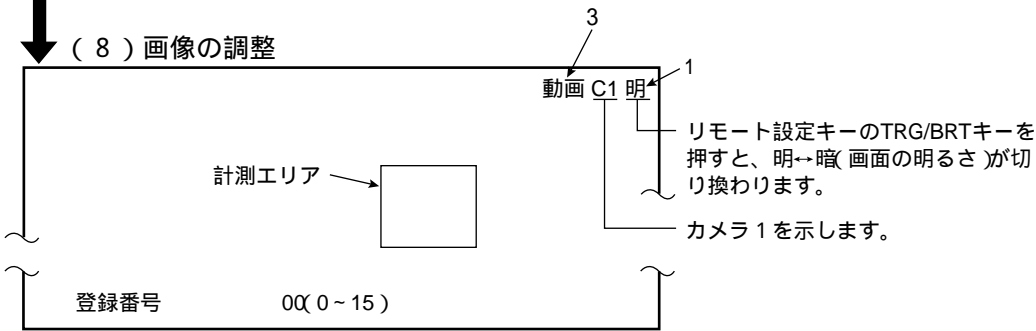 (8)画像の調整
3
動画 C1 明
1
リモート設定キーのTRG/BRTキーを
押すと、明↔暗(画面の明るさ)が切
り換わります。
計測エリア
カメラ1を示します。
登録番号 00(0~15)